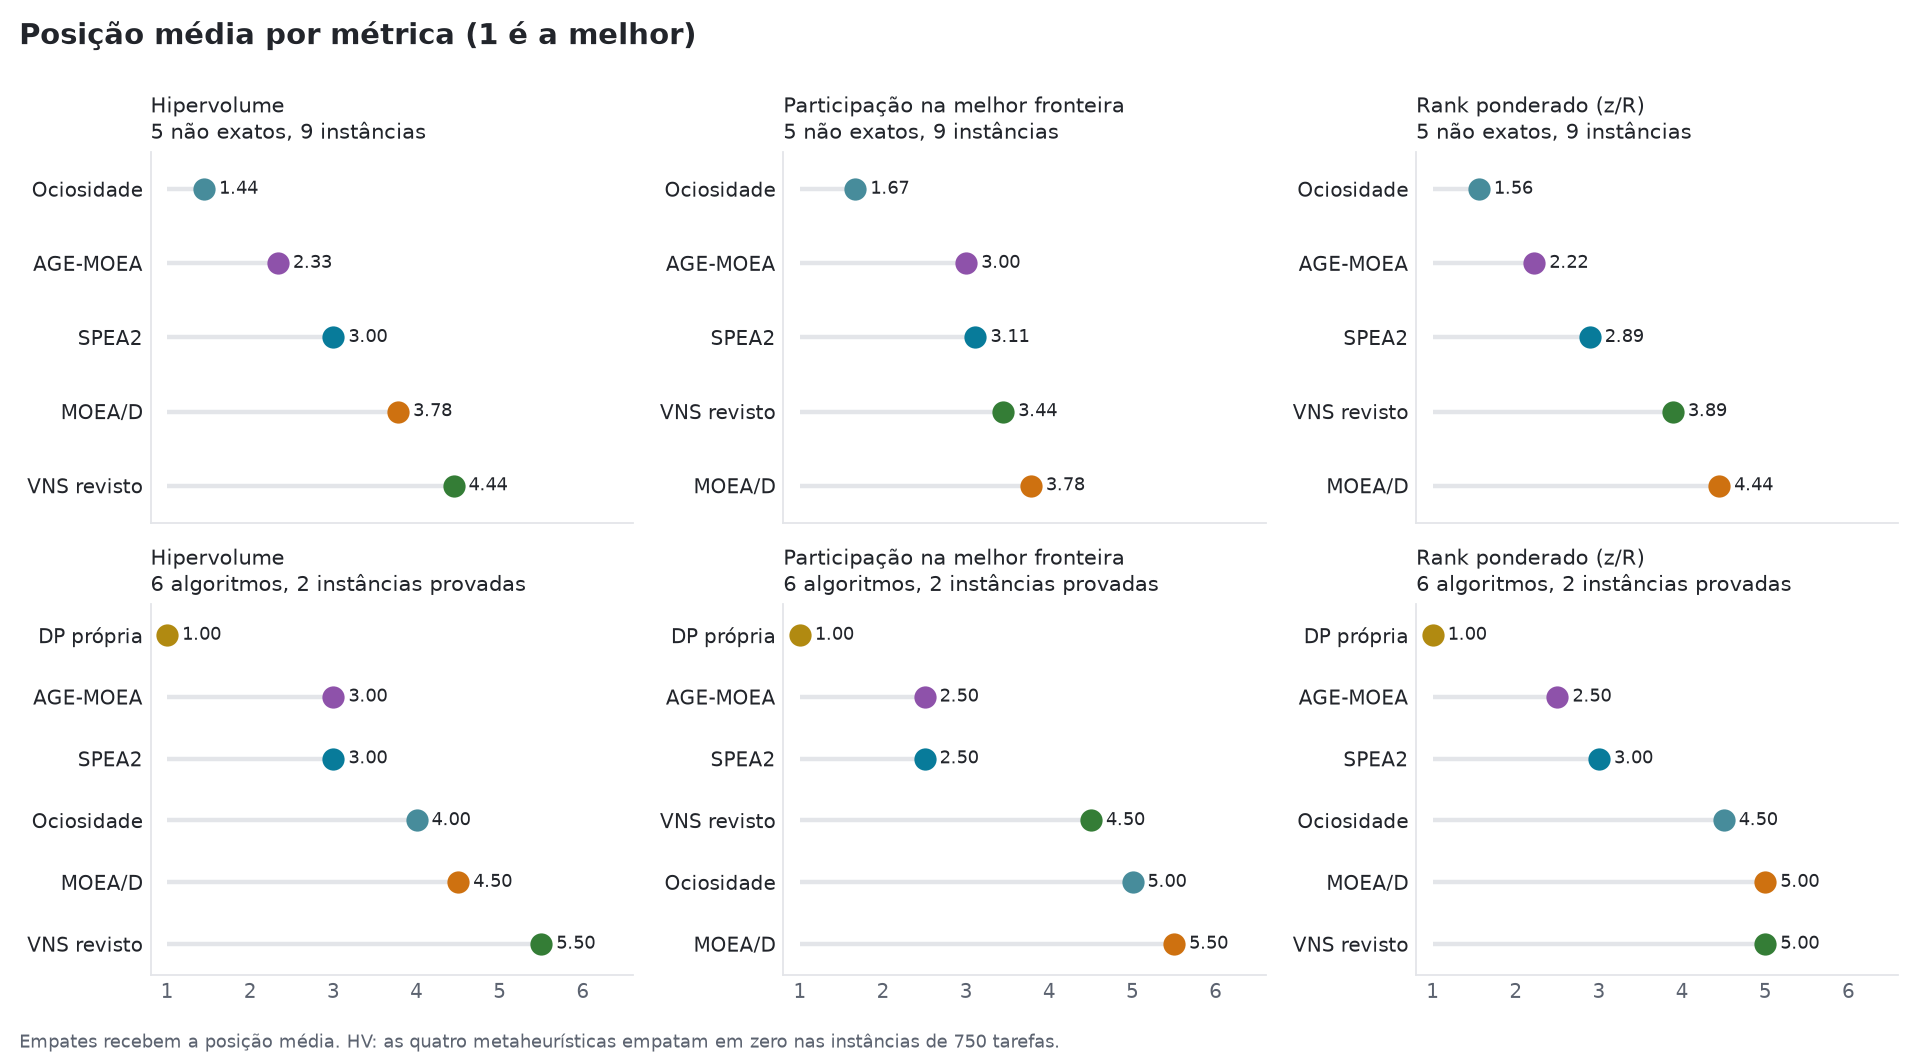 Posição média por métrica (1 é a melhor)
Hipervolume
5 não exatos, 9 instâncias
Ociosidade 1.44
AGE-MOEA 2.33
SPEA2 3.00
MOEA/D 3.78
VNS revisto 4.44
Participação na melhor fronteira
5 não exatos, 9 instâncias
Ociosidade 1.67
AGE-MOEA 3.00
SPEA2 3.11
VNS revisto 3.44
MOEA/D 3.78
Rank ponderado (z/R)
5 não exatos, 9 instâncias
Ociosidade 1.56
AGE-MOEA 2.22
SPEA2 2.89
VNS revisto 3.89
MOEA/D 4.44
Hipervolume
6 algoritmos, 2 instâncias provadas
DP própria 1.00
AGE-MOEA 3.00
SPEA2 3.00
Ociosidade 4.00
MOEA/D 4.50
VNS revisto 5.50
1 2 3 4 5 6
Participação na melhor fronteira
6 algoritmos, 2 instâncias provadas
DP própria 1.00
AGE-MOEA 2.50
SPEA2 2.50
VNS revisto 4.50
Ociosidade 5.00
MOEA/D 5.50
1 2 3 4 5 6
Rank ponderado (z/R)
6 algoritmos, 2 instâncias provadas
DP própria 1.00
AGE-MOEA 2.50
SPEA2 3.00
Ociosidade 4.50
MOEA/D 5.00
VNS revisto 5.00
1 2 3 4 5 6
Empates recebem a posição média. HV: as quatro metaheurísticas empatam em zero nas instâncias de 750 tarefas.